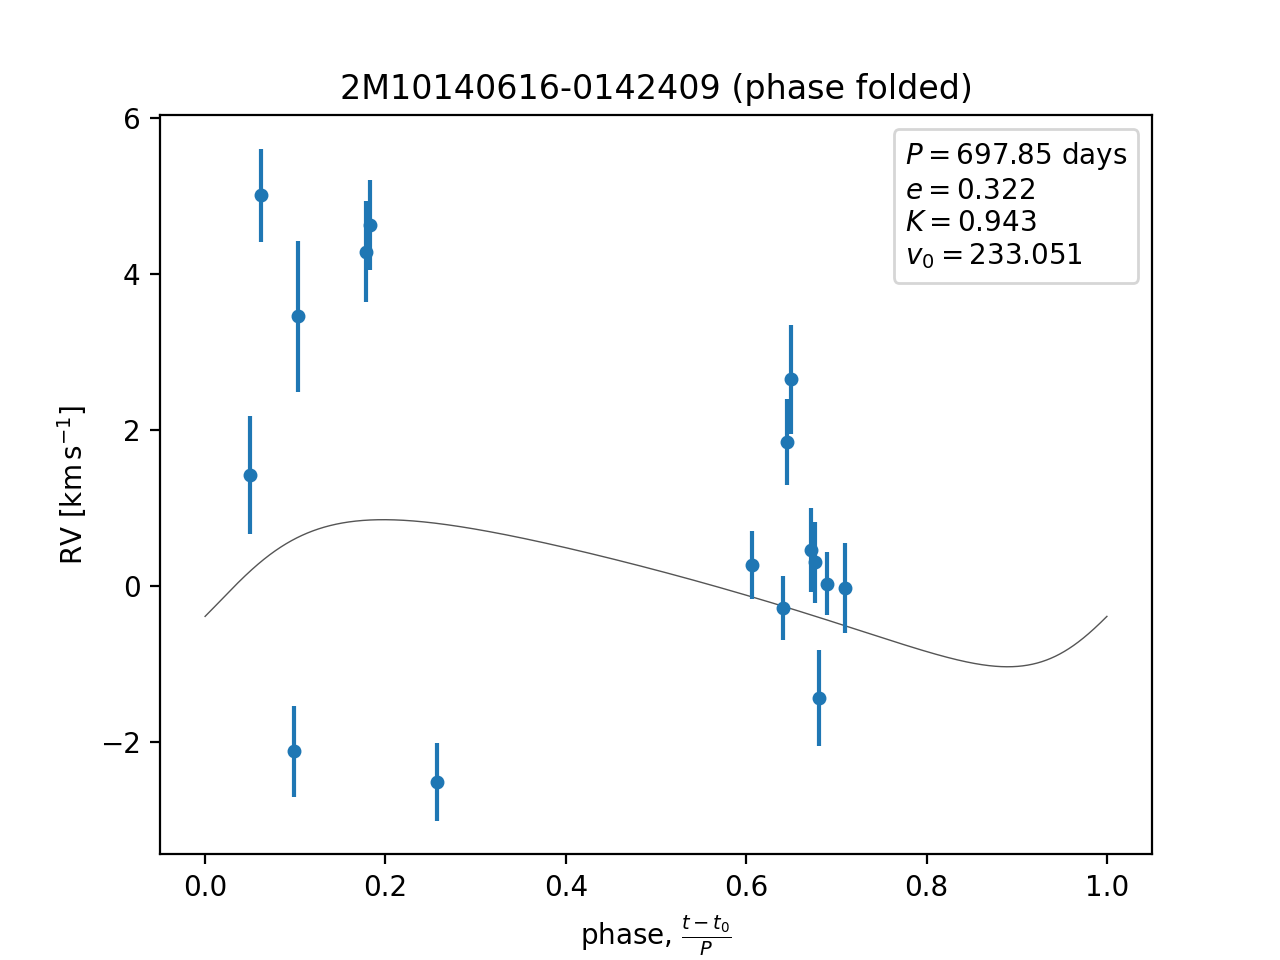 2M10140616-0142409 (phase folded)
P = 697.85 days
e = 0.322
K = 0.943
v₀ = 233.051
RV [km s⁻¹]
6
4
2
0
−2
0.0 0.2 0.4 0.6 0.8 1.0
phase, (t − t₀)/P